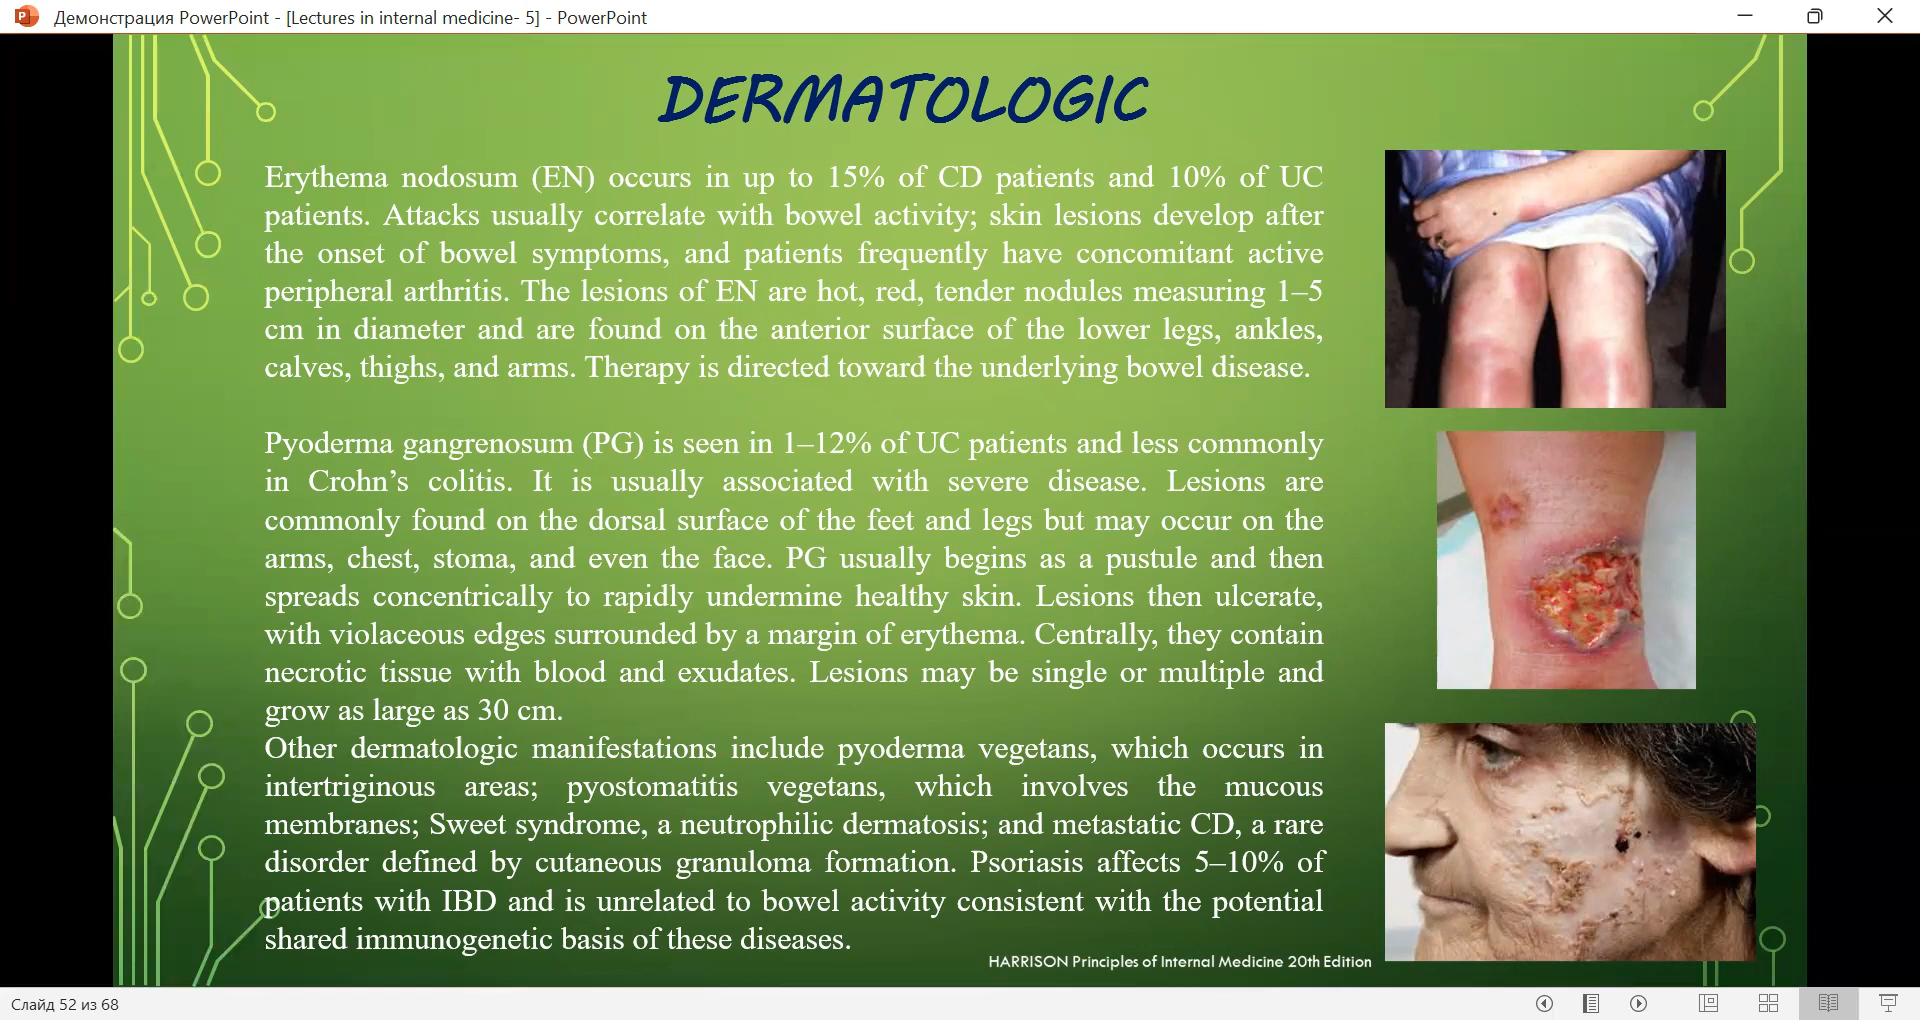 Демонстрация PowerPoint - [Lectures in internal medicine- 5] - PowerPoint
DERMATOLOGIC
Erythema nodosum (EN) occurs in up to 15% of CD patients and 10% of UC
patients. Attacks usually correlate with bowel activity; skin lesions develop after
the onset of bowel symptoms, and patients frequently have concomitant active
peripheral arthritis. The lesions of EN are hot, red, tender nodules measuring 1–5
cm in diameter and are found on the anterior surface of the lower legs, ankles,
calves, thighs, and arms. Therapy is directed toward the underlying bowel disease.
Pyoderma gangrenosum (PG) is seen in 1–12% of UC patients and less commonly
in Crohn’s colitis. It is usually associated with severe disease. Lesions are
commonly found on the dorsal surface of the feet and legs but may occur on the
arms, chest, stoma, and even the face. PG usually begins as a pustule and then
spreads concentrically to rapidly undermine healthy skin. Lesions then ulcerate,
with violaceous edges surrounded by a margin of erythema. Centrally, they contain
necrotic tissue with blood and exudates. Lesions may be single or multiple and
grow as large as 30 cm.
Other dermatologic manifestations include pyoderma vegetans, which occurs in
intertriginous areas; pyostomatitis vegetans, which involves the mucous
membranes; Sweet syndrome, a neutrophilic dermatosis; and metastatic CD, a rare
disorder defined by cutaneous granuloma formation. Psoriasis affects 5–10% of
patients with IBD and is unrelated to bowel activity consistent with the potential
shared immunogenetic basis of these diseases.
HARRISON Principles of Internal Medicine 20th Edition
Слайд 52 из 68